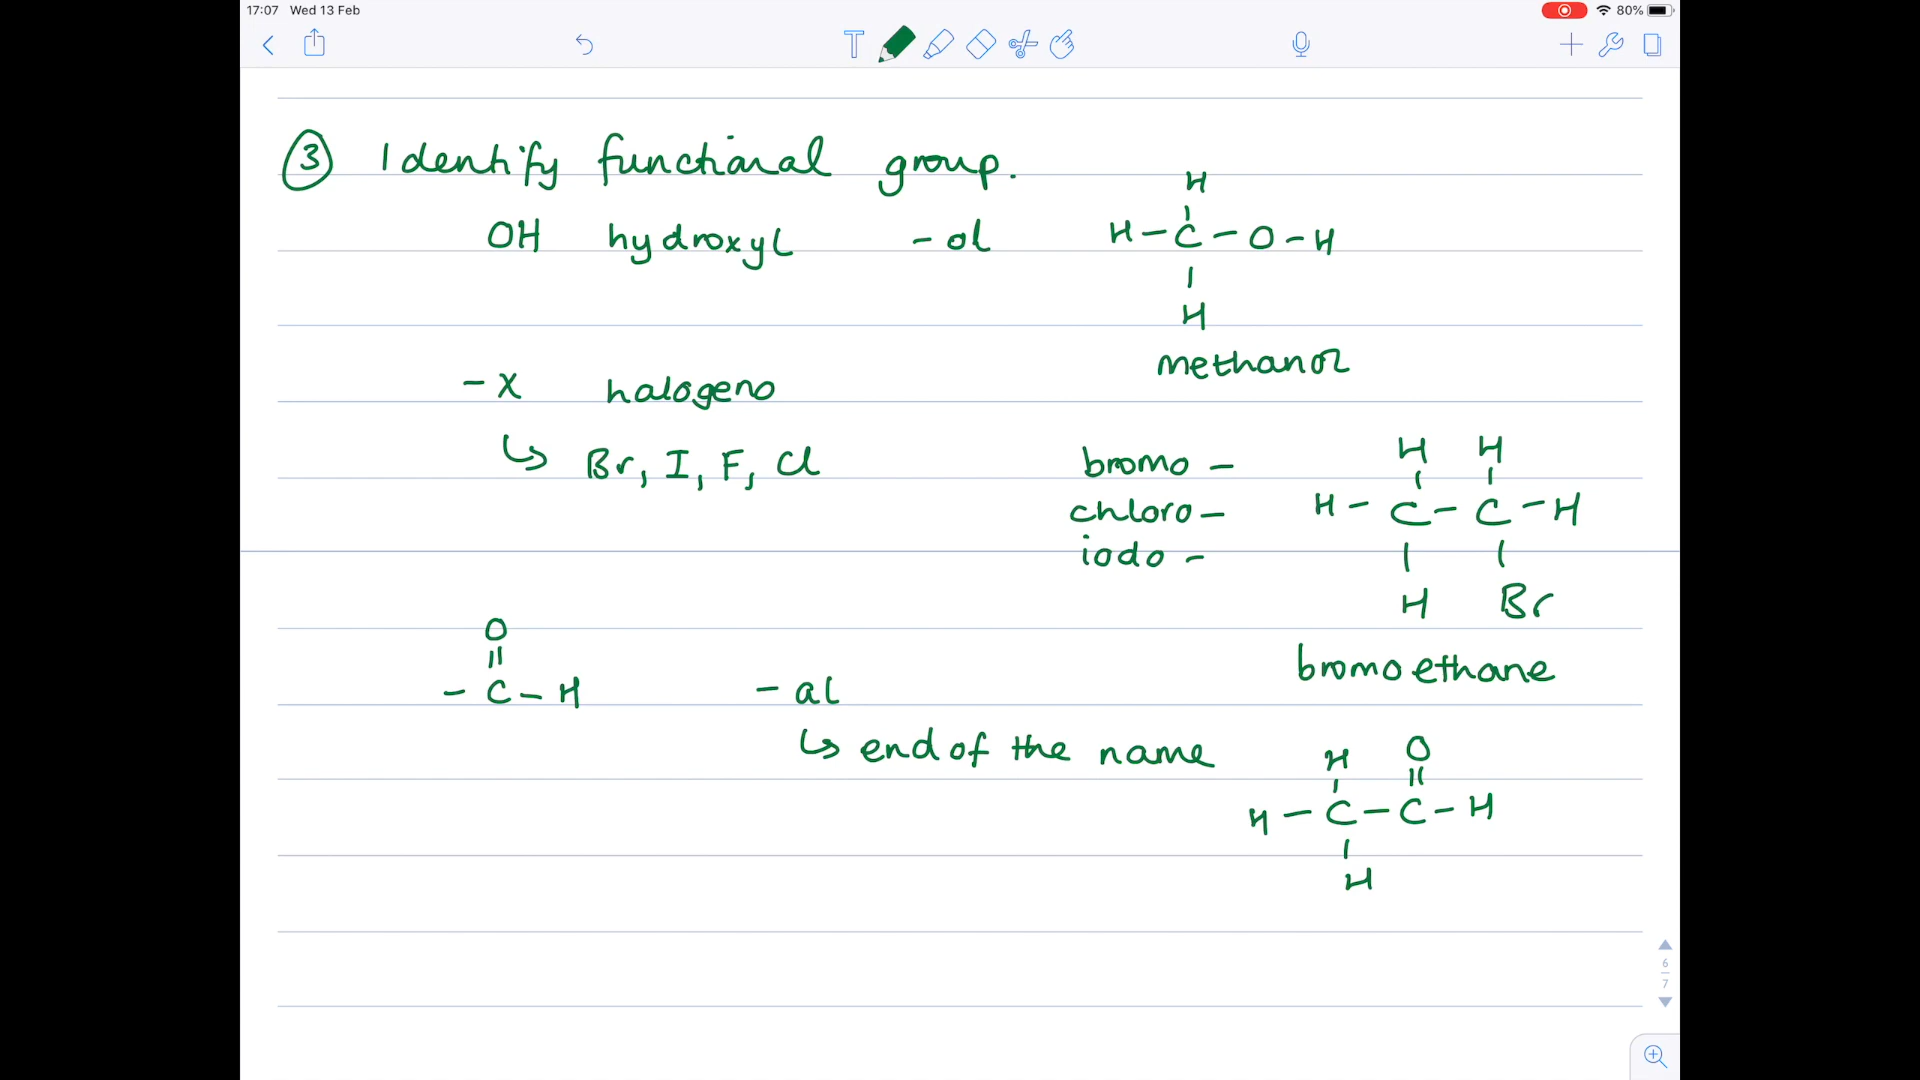 17:07 Wed 13 Feb
80%
T
③ Identify functional group.
OH hydroxyl - ol
H
H - C - O - H
H
methanol
- X halogeno
↳ Br, I, F, Cl
bromo -
chloro -
iodo -
H H
H - C - C - H
H Br
bromoethane
O
- C - H
- al
↳ end of the name
H O
H - C - C - H
H
6
7